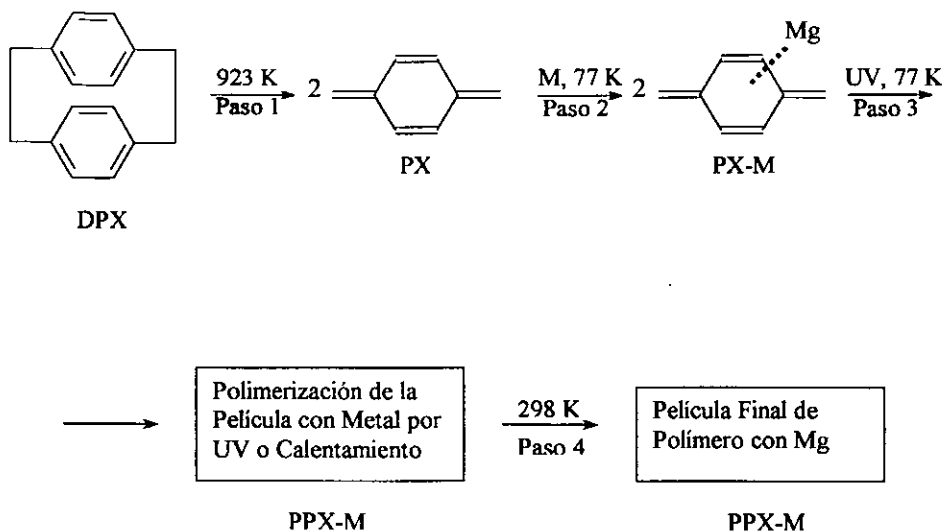 Mg
923 K
Paso 1
2
M, 77 K
Paso 2
2
UV, 77 K
Paso 3
DPX
PX
PX-M
Polimerización de la
Película con Metal por
UV o Calentamiento
298 K
Paso 4
Película Final de
Polímero con Mg
PPX-M
PPX-M